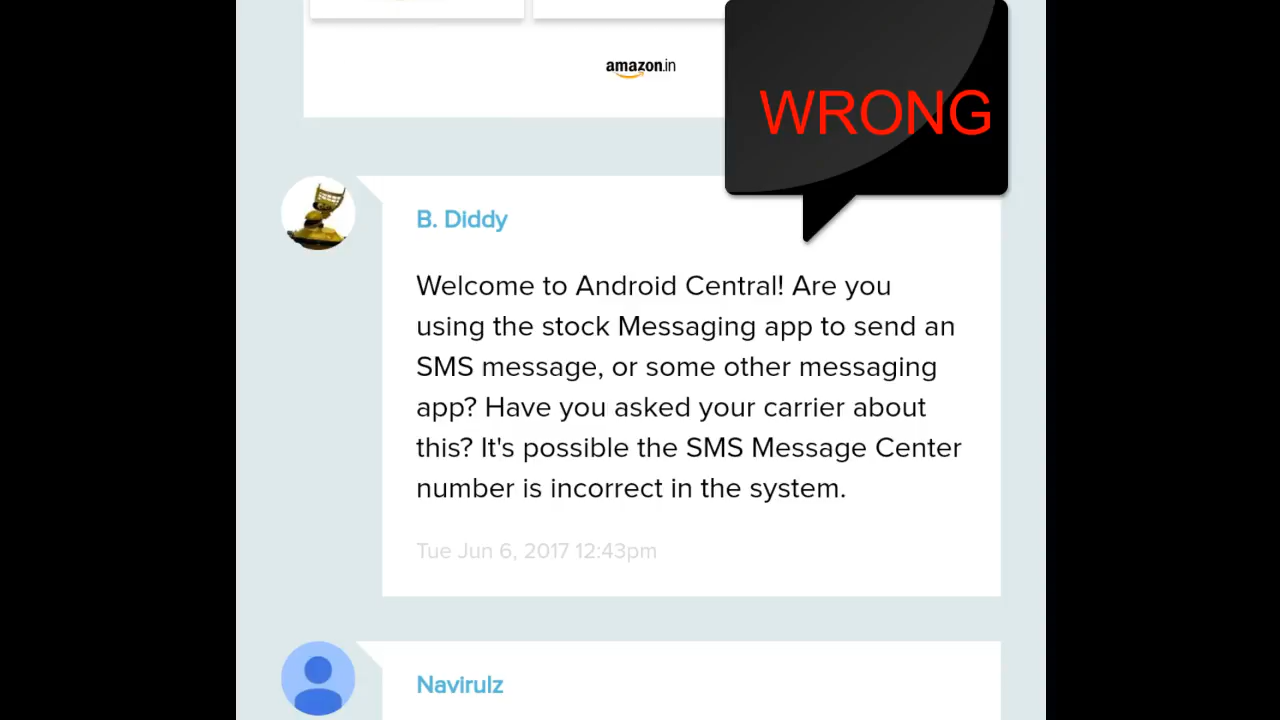 amazon.in
WRONG
B. Diddy
Welcome to Android Central! Are you
using the stock Messaging app to send an
SMS message, or some other messaging
app? Have you asked your carrier about
this? It's possible the SMS Message Center
number is incorrect in the system.
Tue Jun 6, 2017 12:43pm
Navirulz